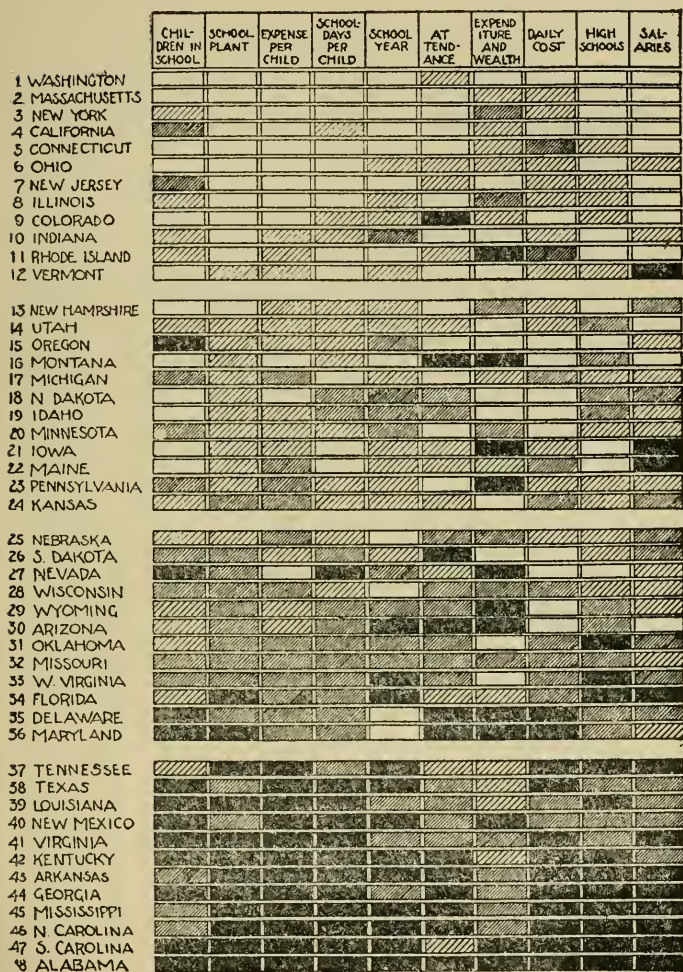 CHIL- DREN IN SCHOOL
SCHOOL PLANT
EXPENSE PER CHILD
SCHOOL- DAYS PER CHILD
SCHOOL YEAR
AT TEND- ANCE
EXPEND ITURE AND WEALTH
DAILY COST
HIGH SCHOOLS
SAL- ARIES
1 WASHINGTON
2 MASSACHUSETTS
3 NEW YORK
4 CALIFORNIA
5 CONNECTICUT
6 OHIO
7 NEW JERSEY
8 ILLINOIS
9 COLORADO
10 INDIANA
11 RHODE ISLAND
12 VERMONT
13 NEW HAMPSHIRE
14 UTAH
15 OREGON
16 MONTANA
17 MICHIGAN
18 N DAKOTA
19 IDAHO
20 MINNESOTA
21 IOWA
22 MAINE
23 PENNSYLVANIA
24 KANSAS
25 NEBRASKA
26 S. DAKOTA
27 NEVADA
28 WISCONSIN
29 WYOMING
30 ARIZONA
31 OKLAHOMA
32 MISSOURI
33 W. VIRGINIA
34 FLORIDA
35 DELAWARE
36 MARYLAND
37 TENNESSEE
38 TEXAS
39 LOUISIANA
40 NEW MEXICO
41 VIRGINIA
42 KENTUCKY
43 ARKANSAS
44 GEORGIA
45 MISSISSIPPI
46 N. CAROLINA
47 S. CAROLINA
48 ALABAMA